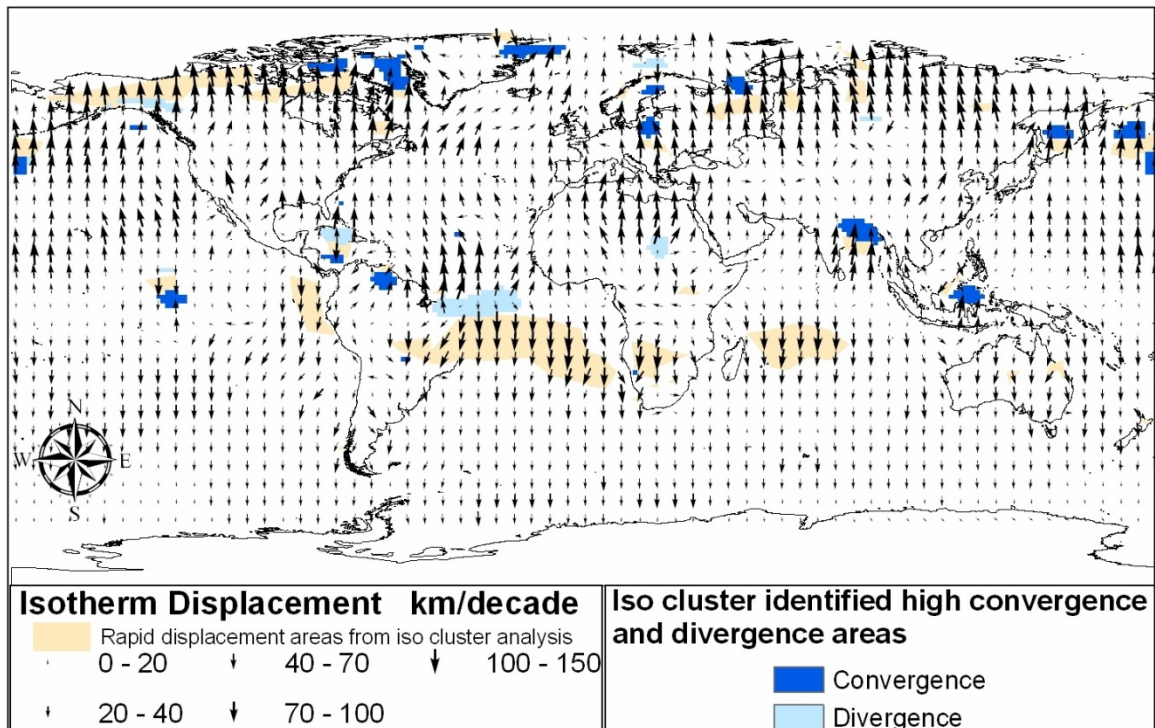 N
W E
S
Isotherm Displacement km/decade
Rapid displacement areas from iso cluster analysis
0 - 20 40 - 70 100 - 150
20 - 40 70 - 100
Iso cluster identified high convergence
and divergence areas
Convergence
Divergence